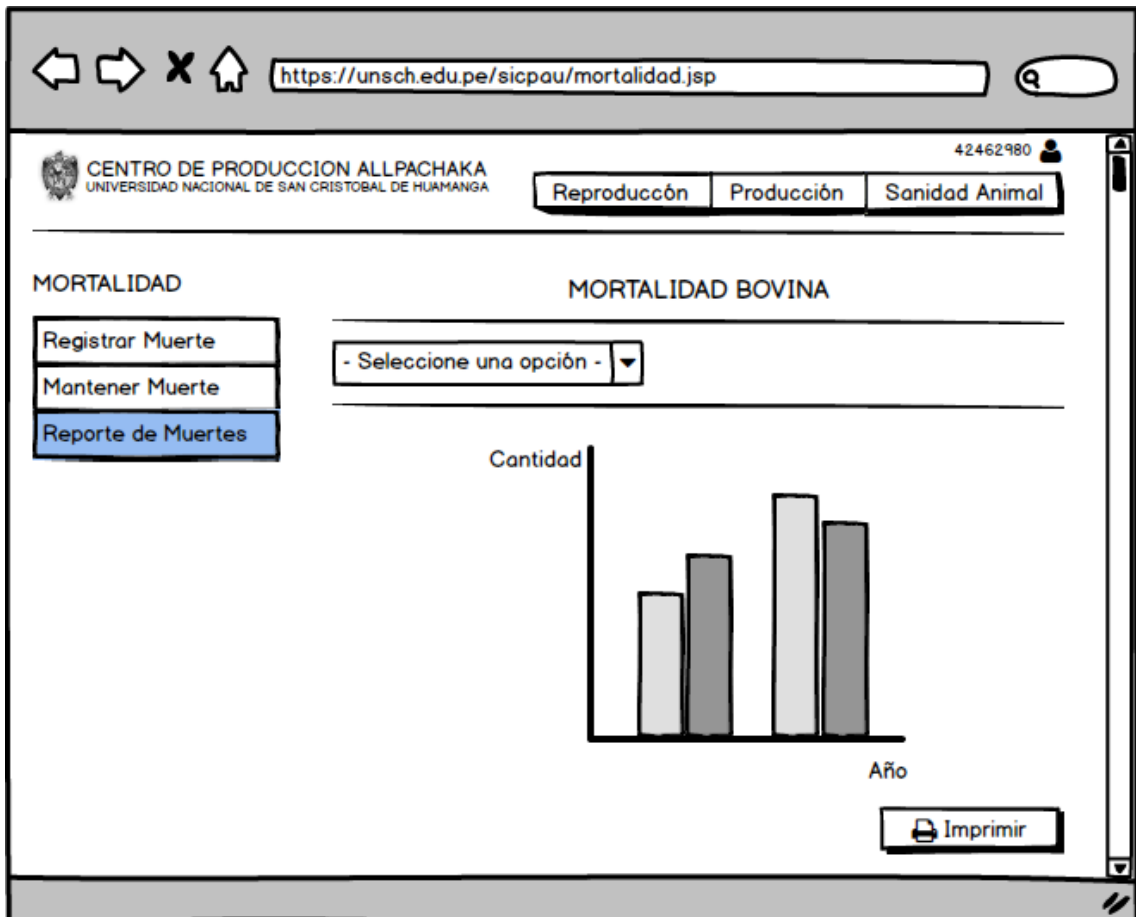 https://unsch.edu.pe/sicpau/mortalidad.jsp
42462980
CENTRO DE PRODUCCION ALLPACHAKA
UNIVERSIDAD NACIONAL DE SAN CRISTOBAL DE HUAMANGA
Reproduccón Producción Sanidad Animal
MORTALIDAD
MORTALIDAD BOVINA
Registrar Muerte
Mantener Muerte
Reporte de Muertes
- Seleccione una opción -
Cantidad
Año
Imprimir